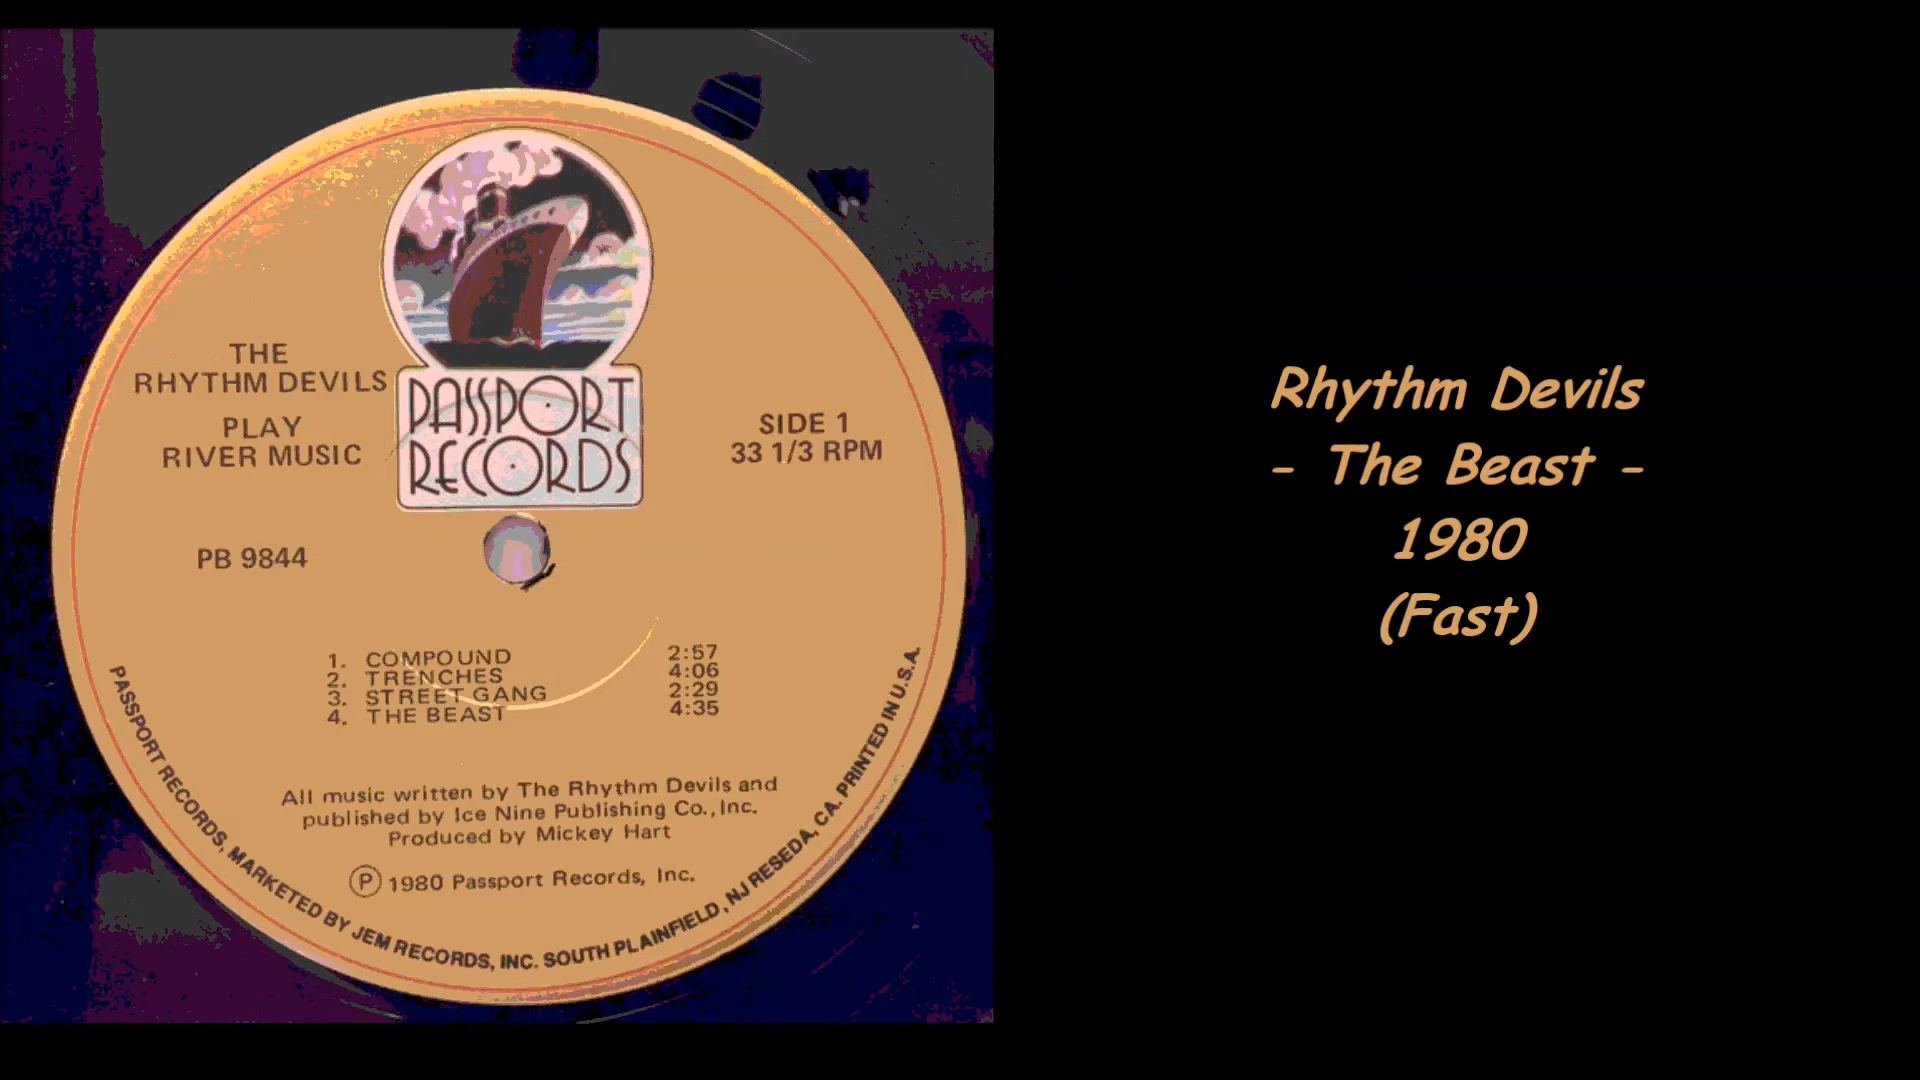 THE
RHYTHM DEVILS
PLAY
RIVER MUSIC
PASSPORT
RECORDS
SIDE 1
33 1/3 RPM
PB 9844
1. COMPOUND 2:57
2. TRENCHES 4:06
3. STREET GANG 2:29
4. THE BEAST 4:35
All music written by The Rhythm Devils and
published by Ice Nine Publishing Co., Inc.
Produced by Mickey Hart
Ⓟ 1980 Passport Records, Inc.
PASSPORT RECORDS, MARKETED BY JEM RECORDS, INC. SOUTH PLAINFIELD, NJ RESEDA, CA. PRINTED IN U.S.A.
Rhythm Devils
- The Beast -
1980
(Fast)